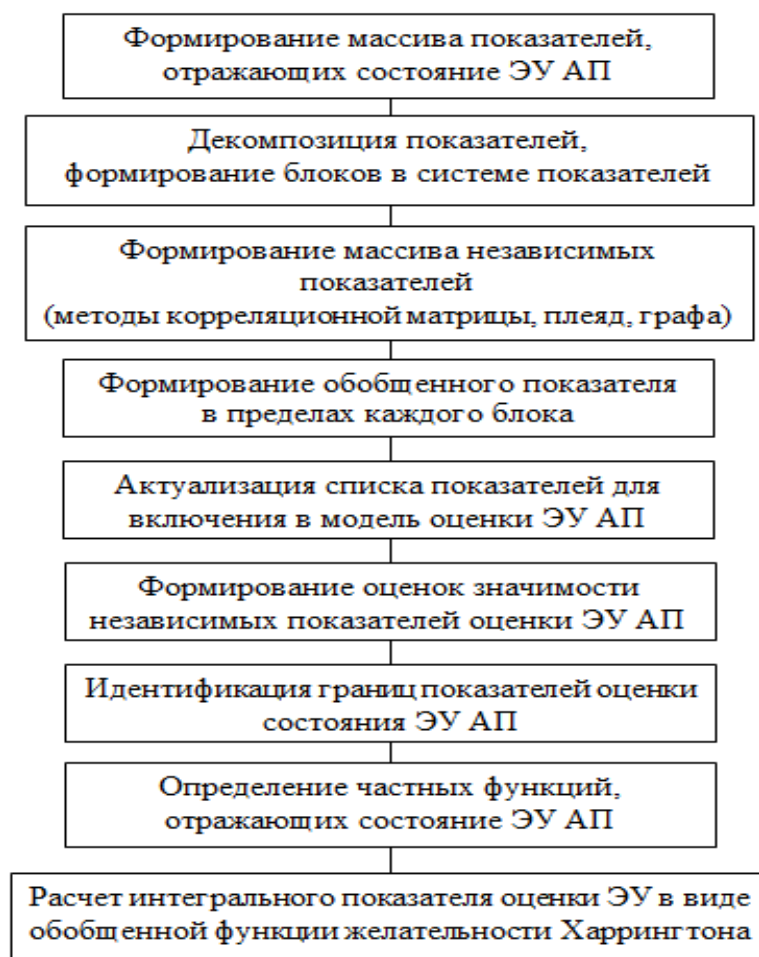 Формирование массива показателей,
отражающих состояние ЭУ АП
Декомпозиция показателей,
формирование блоков в системе показателей
Формирование массива независимых
показателей
(методы корреляционной матрицы, плеяд, графа)
Формирование обобщенного показателя
в пределах каждого блока
Актуализация списка показателей для
включения в модель оценки ЭУ АП
Формирование оценок значимости
независимых показателей оценки ЭУ АП
Идентификация границ показателей оценки
состояния ЭУ АП
Определение частных функций,
отражающих состояние ЭУ АП
Расчет интегрального показателя оценки ЭУ в виде
обобщенной функции желательности Харрингтона